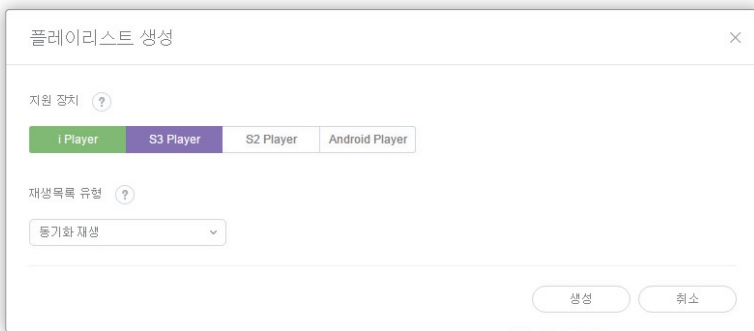 플레이리스트 생성
지원 장치 ?
i Player S3 Player S2 Player Android Player
재생목록 유형 ?
동기화 재생
생성 취소